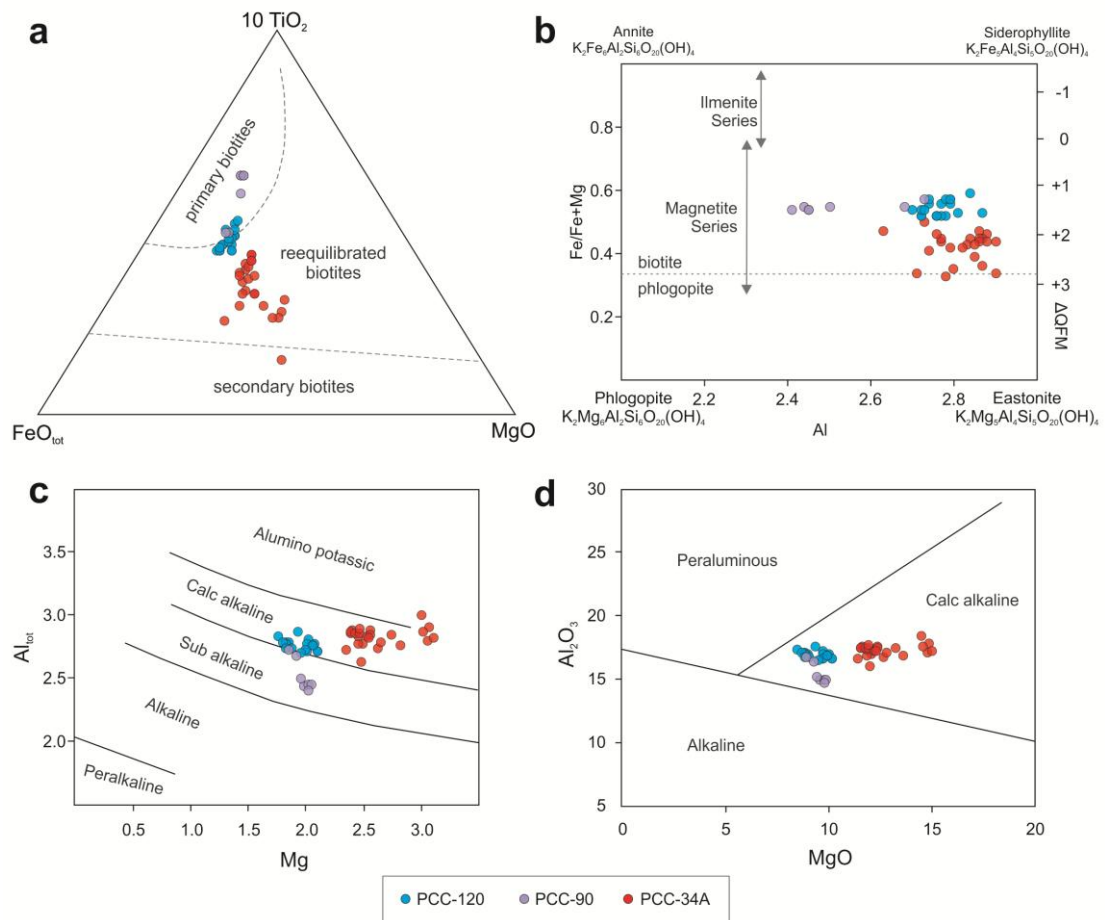 a
10 TiO₂
primary biotites
reequilibrated
biotites
secondary biotites
FeOtot
MgO
b
Annite
K₂Fe₆Al₂Si₆O₂₀(OH)₄
Siderophyllite
K₂Fe₅Al₄Si₅O₂₀(OH)₄
Fe/Fe+Mg
0.8
0.6
0.4
0.2
Ilmenite
Series
Magnetite
Series
biotite
phlogopite
-1
0
+1
+2
+3
ΔQFM
Phlogopite
K₂Mg₆Al₂Si₆O₂₀(OH)₄
2.2
2.4
2.6
2.8
Al
Eastonite
K₂Mg₅Al₄Si₅O₂₀(OH)₄
c
Altot
3.5
3.0
2.5
2.0
Alumino potassic
Calc alkaline
Sub alkaline
Alkaline
Peralkaline
0.5
1.0
1.5
2.0
2.5
3.0
Mg
d
Al₂O₃
30
25
20
15
10
5
Peraluminous
Calc alkaline
Alkaline
0
5
10
15
20
MgO
PCC-120
PCC-90
PCC-34A